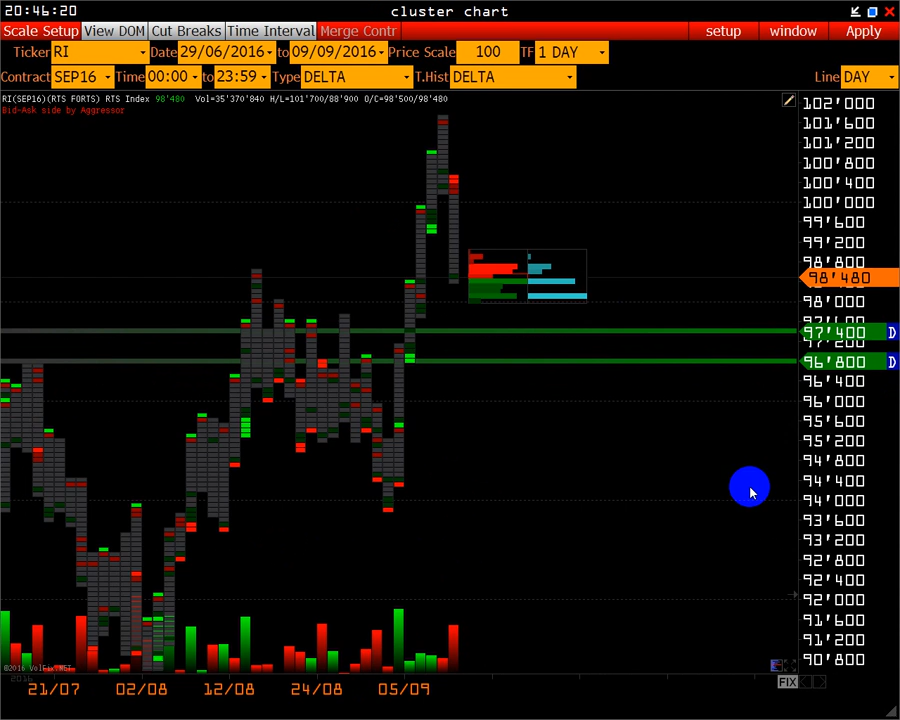 20:46:20 cluster chart
Scale Setup View DOM Cut Breaks Time Interval Merge Contr setup window Apply
Ticker RI Date 29/06/2016 to 09/09/2016 Price Scale 100 TF 1 DAY
Contract SEP16 Time 00:00 to 23:59 Type DELTA T.Hist DELTA Line DAY
RI(SEP16)(RTS FORTS) RTS Index 98'480 Vol=35'370'840 H/L=101'700/88'900 O/C=98'500/98'480
Bid-Ask side by Aggressor
102'000
101'600
101'200
100'800
100'400
100'000
99'600
99'200
98'800
98'480
98'000
97'600
97'400 D
97'200
96'800 D
96'400
96'000
95'600
95'200
94'800
94'400
94'000
93'600
93'200
92'800
92'400
92'000
91'600
91'200
90'800
©2016 VolFix.NET
2016
FIX
21/07 02/08 12/08 24/08 05/09